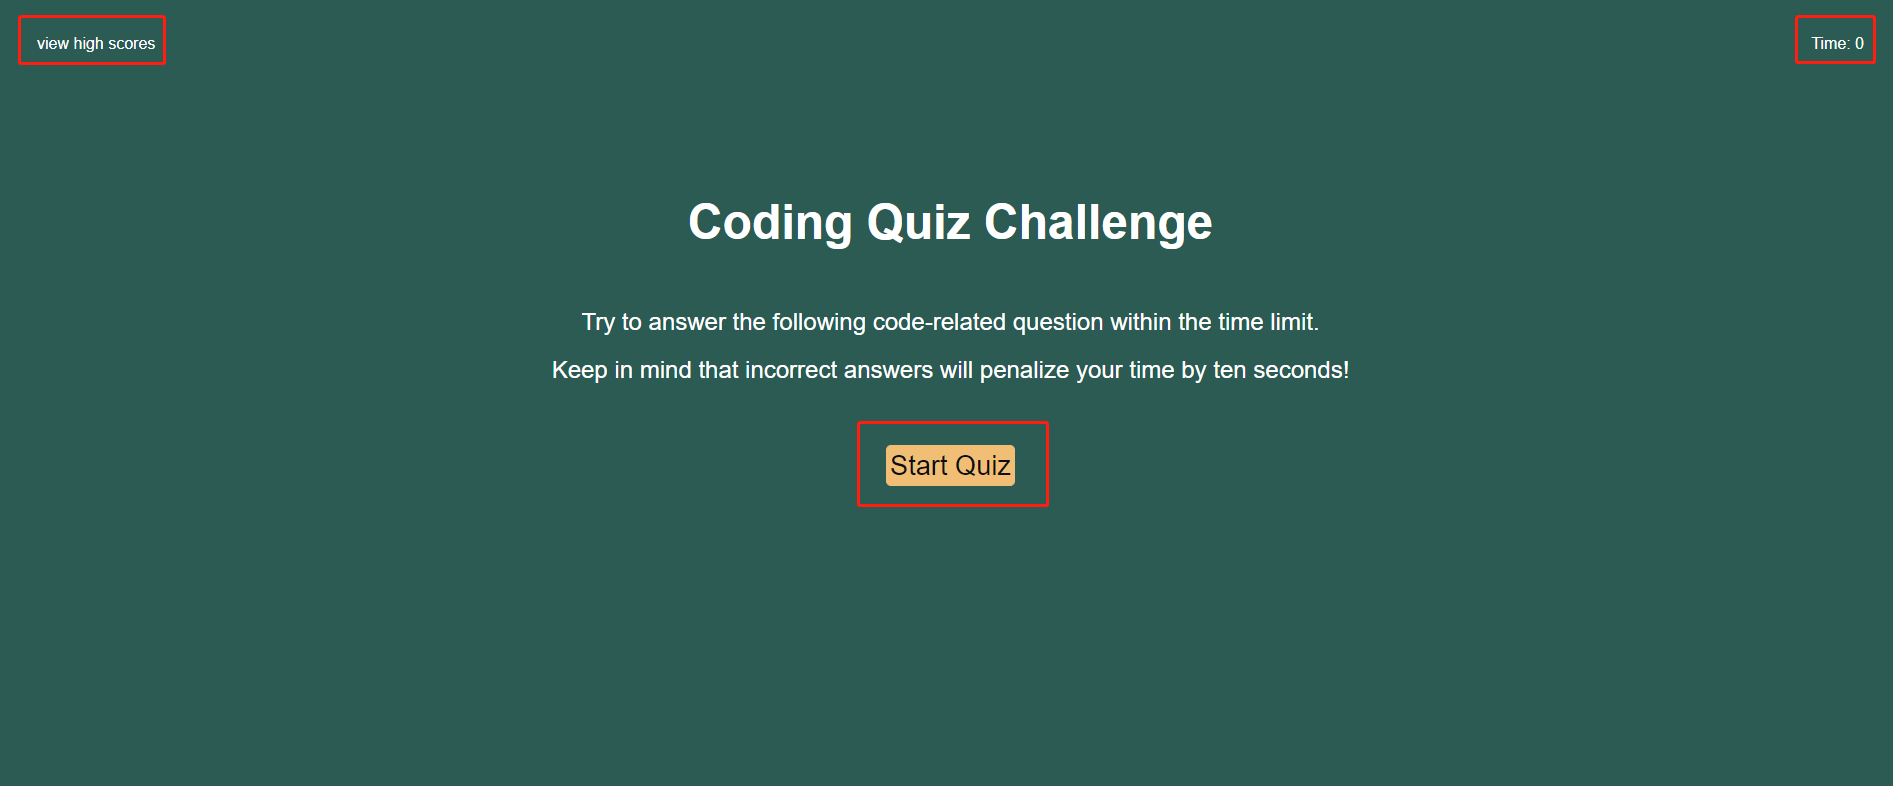 view high scores
Time: 0
Coding Quiz Challenge
Try to answer the following code-related question within the time limit.
Keep in mind that incorrect answers will penalize your time by ten seconds!
Start Quiz